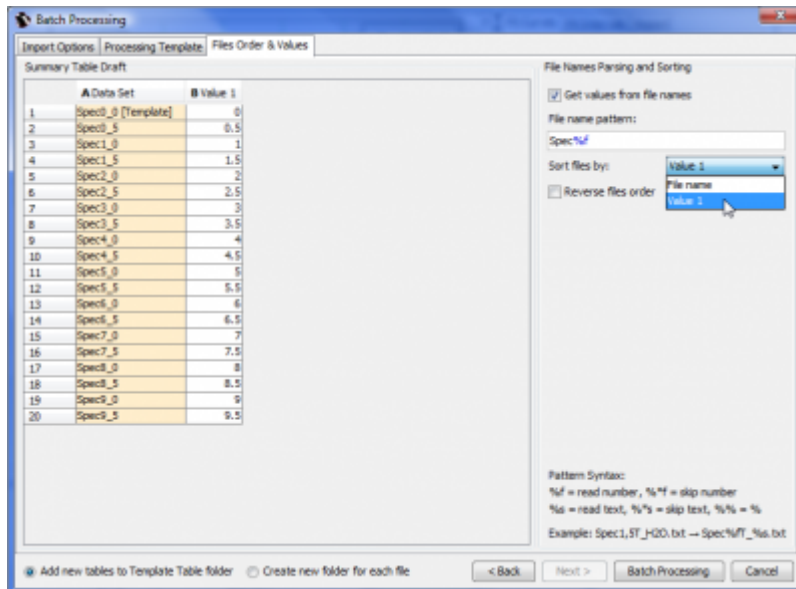 Batch Processing
Import Options Processing Template Files Order & Values
Summary Table Draft
A Data Set B Value 1
1 Spec0_0 [Template] 0
2 Spec0_5 0.5
3 Spec1_0 1
4 Spec1_5 1.5
5 Spec2_0 2
6 Spec2_5 2.5
7 Spec3_0 3
8 Spec3_5 3.5
9 Spec4_0 4
10 Spec4_5 4.5
11 Spec5_0 5
12 Spec5_5 5.5
13 Spec6_0 6
14 Spec6_5 6.5
15 Spec7_0 7
16 Spec7_5 7.5
17 Spec8_0 8
18 Spec8_5 8.5
19 Spec9_0 9
20 Spec9_5 9.5
File Names Parsing and Sorting
Get values from file names
File name pattern:
Spec%f
Sort files by: Value 1
File name
Value 1
Reverse files order
Pattern Syntax:
%f = read number, %*f = skip number
%s = read text, %*s = skip text, %% = %
Example: Spec1,5T_H2O.txt → Spec%fT_%s.txt
Add new tables to Template Table folder Create new folder for each file < Back Next > Batch Processing Cancel